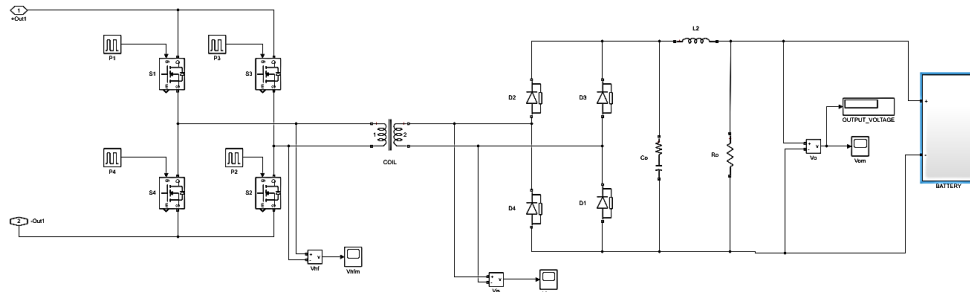 1
+Out1
P1
S1
P3
S3
P4
S4
P2
S2
2
-Out1
1
2
COIL
Vhf
+
-
v
Vhfm
+
-
v
D2
D3
D4
D1
L2
Co
Ro
+
-
v
Vo
OUTPUT_VOLTAGE
Vom
+
-
BATTERY